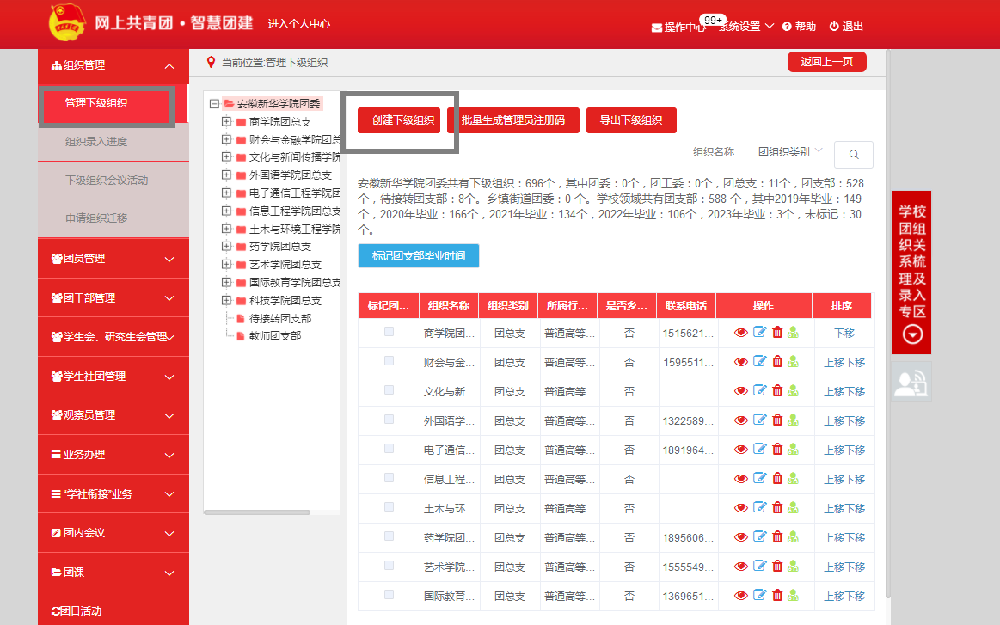 网上共青团·智慧团建
进入个人中心
操作中心
99+
系统设置
帮助
退出
组织管理
管理下级组织
组织录入进度
下级组织会议活动
申请组织迁移
团员管理
团干部管理
学生会、研究生会管理
学生社团管理
观察员管理
业务办理
“学社衔接”业务
团内会议
团课
团日活动
当前位置:管理下级组织
返回上一页
安徽新华学院团委
商学院团总支
财会与金融学院团总
文化与新闻传播学院
外国语学院团总支
电子通信工程学院团
信息工程学院团总支
土木与环境工程学院
药学院团总支
艺术学院团总支
国际教育学院团总支
科技学院团总支
待接转团支部
教师团支部
创建下级组织
批量生成管理员注册码
导出下级组织
组织名称
团组织类别
安徽新华学院团委共有下级组织：696个，其中团委：0个，团工委：0个，团总支：11个，团支部：528
个，待接转团支部：8个。乡镇街道团委：0 个。学校领域共有团支部：588 个，其中2019年毕业：149
个，2020年毕业：166个，2021年毕业：134个，2022年毕业：106个，2023年毕业：3个，未标记：30
个。
标记团支部毕业时间
标记团... 组织名称 组织类别 所属行... 是否乡... 联系电话 操作 排序
商学院团... 团总支 普通高等... 否 1515621... 下移
财会与金... 团总支 普通高等... 否 1595511... 上移下移
文化与新... 团总支 普通高等... 否 上移下移
外国语学... 团总支 普通高等... 否 1322589... 上移下移
电子通信... 团总支 普通高等... 否 1891964... 上移下移
信息工程... 团总支 普通高等... 否 上移下移
土木与环... 团总支 普通高等... 否 上移下移
药学院团... 团总支 普通高等... 否 1895606... 上移下移
艺术学院... 团总支 普通高等... 否 1555549... 上移下移
国际教育... 团总支 普通高等... 否 1369651... 上移下移
学校
团组
织关
系统
理及
录入
专区